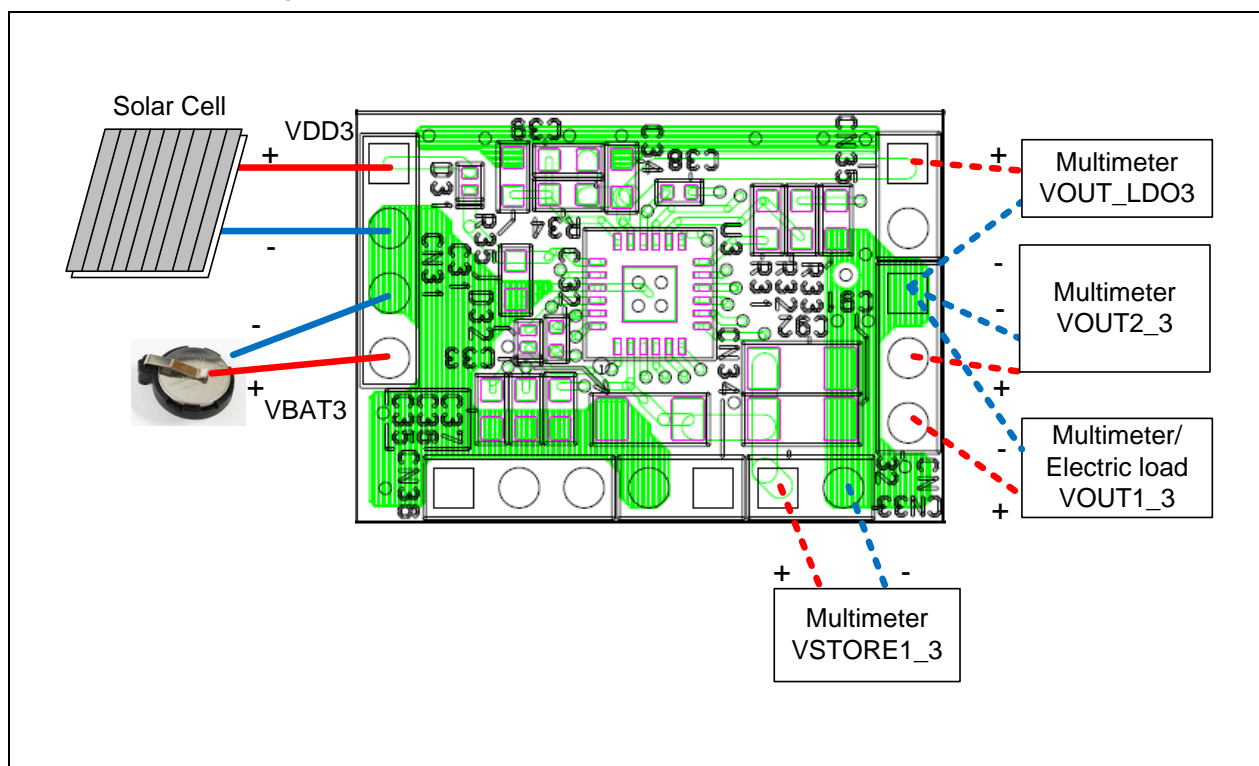 Solar Cell
VDD3
+
-
-
+
VBAT3
C39
C34
C38
CN35
D31
R35
R34
U3
CN31
C31
D32
C32
R31
R32
R33
C91
C92
C33
CN34
C35
C36
C37
CN36
CN33
+
Multimeter
VOUT_LDO3
-
-
Multimeter
VOUT2_3
+
-
Multimeter/
Electric load
VOUT1_3
+
+
-
Multimeter
VSTORE1_3